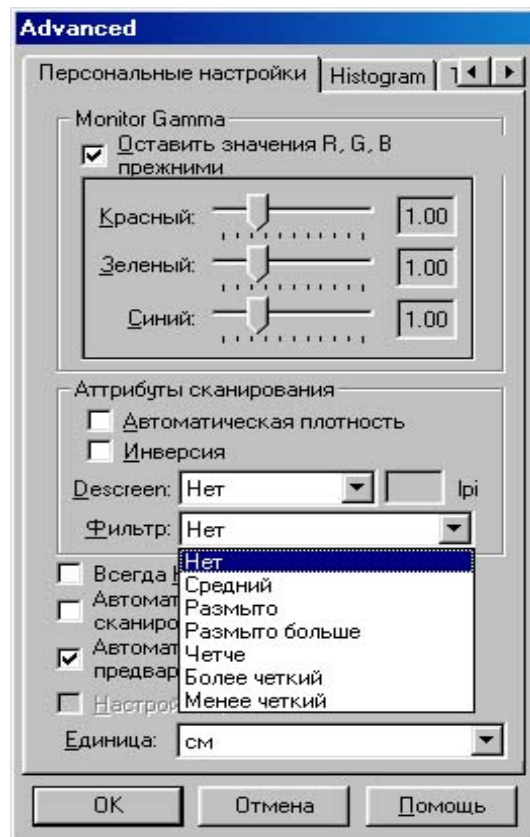 Advanced
Персональные настройки Histogram
Monitor Gamma
Оставить значения R, G, B
прежними
Красный: 1.00
Зеленый: 1.00
Синий: 1.00
Аттрибуты сканирования
Автоматическая плотность
Инверсия
Descreen: Нет lpi
Фильтр: Нет
Нет
Средний
Размыто
Размыто больше
Четче
Более четкий
Менее четкий
Всегда
Автомат
сканиро
Автомат
предвар
Настрой
Единица: см
OK Отмена Помощь